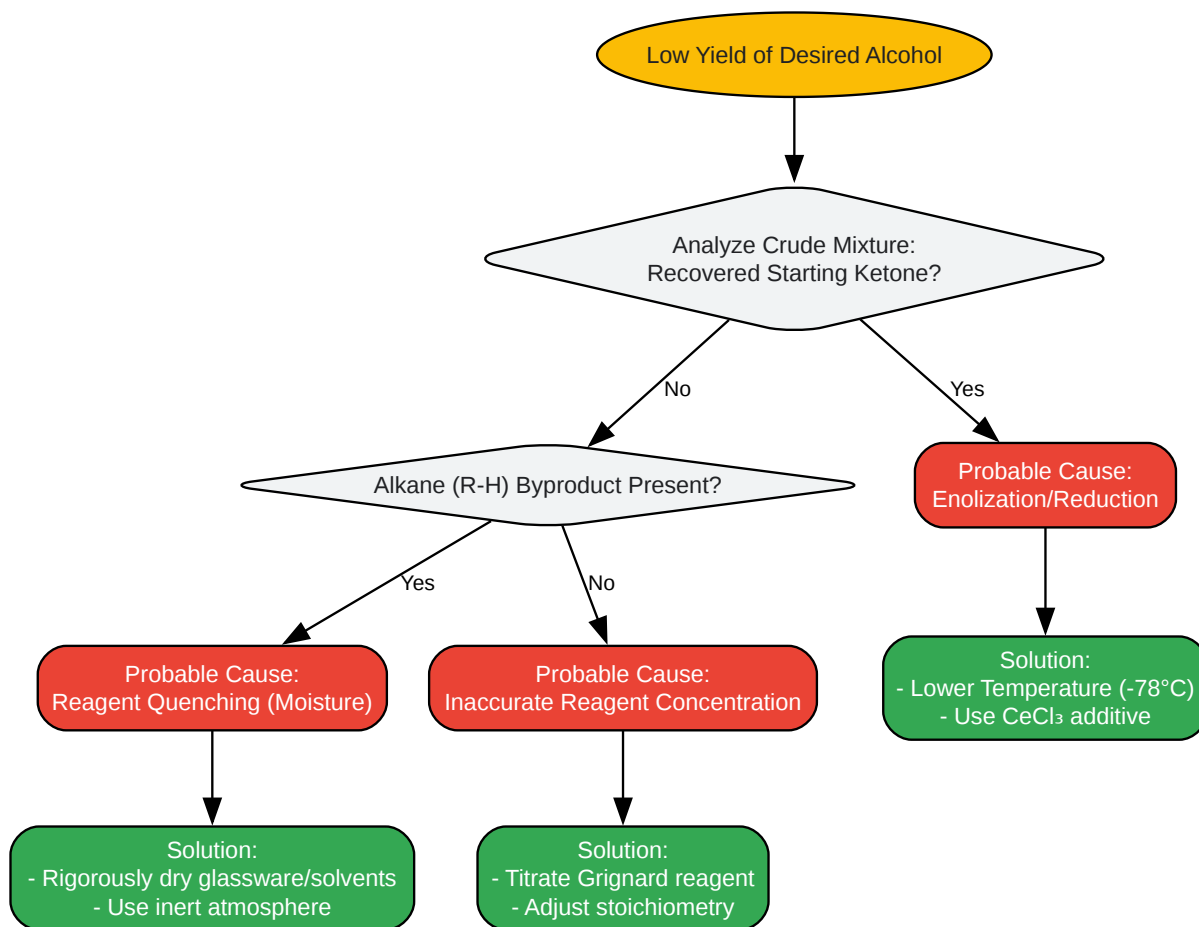 Low Yield of Desired Alcohol
Analyze Crude Mixture:
Recovered Starting Ketone?
No
Yes
Alkane (R-H) Byproduct Present?
Probable Cause:
Enolization/Reduction
Yes
No
Probable Cause:
Reagent Quenching (Moisture)
Probable Cause:
Inaccurate Reagent Concentration
Solution:
- Lower Temperature (-78°C)
- Use CeCl₃ additive
Solution:
- Rigorously dry glassware/solvents
- Use inert atmosphere
Solution:
- Titrate Grignard reagent
- Adjust stoichiometry